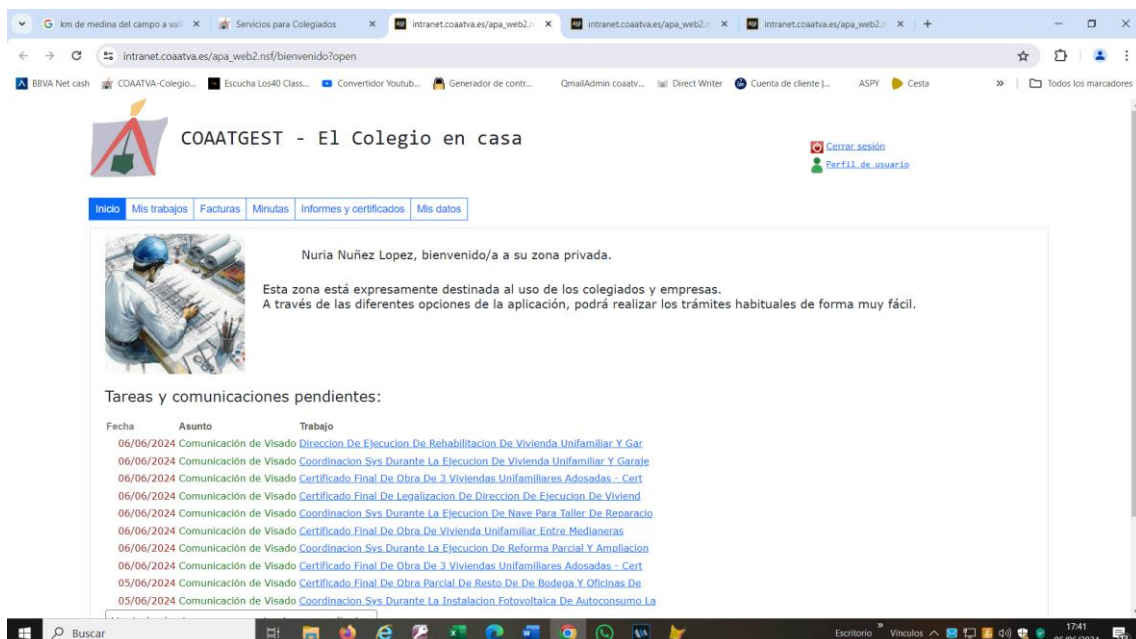 km de medina del campo a vall
Servicios para Colegiados
intranet.coaatva.es/apa_web2.n
intranet.coaatva.es/apa_web2.n
intranet.coaatva.es/apa_web2.n
intranet.coaatva.es/apa_web2.nsf/bienvenido?open
BBVA Net cash
COAATVA-Colegio...
Escucha Los40 Class...
Convertidor Youtub...
Generador de contr...
QmailAdmin coaatv...
Direct Writer
Cuenta de cliente |...
ASPY
Cesta
Todos los marcadores
COAATGEST - El Colegio en casa
Cerrar sesión
Perfil de usuario
Inicio Mis trabajos Facturas Minutas Informes y certificados Mis datos
Nuria Nuñez Lopez, bienvenido/a a su zona privada.
Esta zona está expresamente destinada al uso de los colegiados y empresas.
A través de las diferentes opciones de la aplicación, podrá realizar los trámites habituales de forma muy fácil.
Tareas y comunicaciones pendientes:
Fecha Asunto Trabajo
06/06/2024 Comunicación de Visado Direccion De Ejecucion De Rehabilitacion De Vivienda Unifamiliar Y Gar
06/06/2024 Comunicación de Visado Coordinacion Sys Durante La Ejecucion De Vivienda Unifamiliar Y Garaje
06/06/2024 Comunicación de Visado Certificado Final De Obra De 3 Viviendas Unifamiliares Adosadas - Cert
06/06/2024 Comunicación de Visado Certificado Final De Legalizacion De Direccion De Ejecucion De Viviend
06/06/2024 Comunicación de Visado Coordinacion Sys Durante La Ejecucion De Nave Para Taller De Reparacio
06/06/2024 Comunicación de Visado Certificado Final De Obra De Vivienda Unifamiliar Entre Medianeras
06/06/2024 Comunicación de Visado Coordinacion Sys Durante La Ejecucion De Reforma Parcial Y Ampliacion
06/06/2024 Comunicación de Visado Certificado Final De Obra De 3 Viviendas Unifamiliares Adosadas - Cert
05/06/2024 Comunicación de Visado Certificado Final De Obra Parcial De Resto De De Bodega Y Oficinas De
05/06/2024 Comunicación de Visado Coordinacion Sys Durante La Instalacion Fotovoltaica De Autoconsumo La
Buscar
Escritorio
Vínculos
17:41
06/06/2024